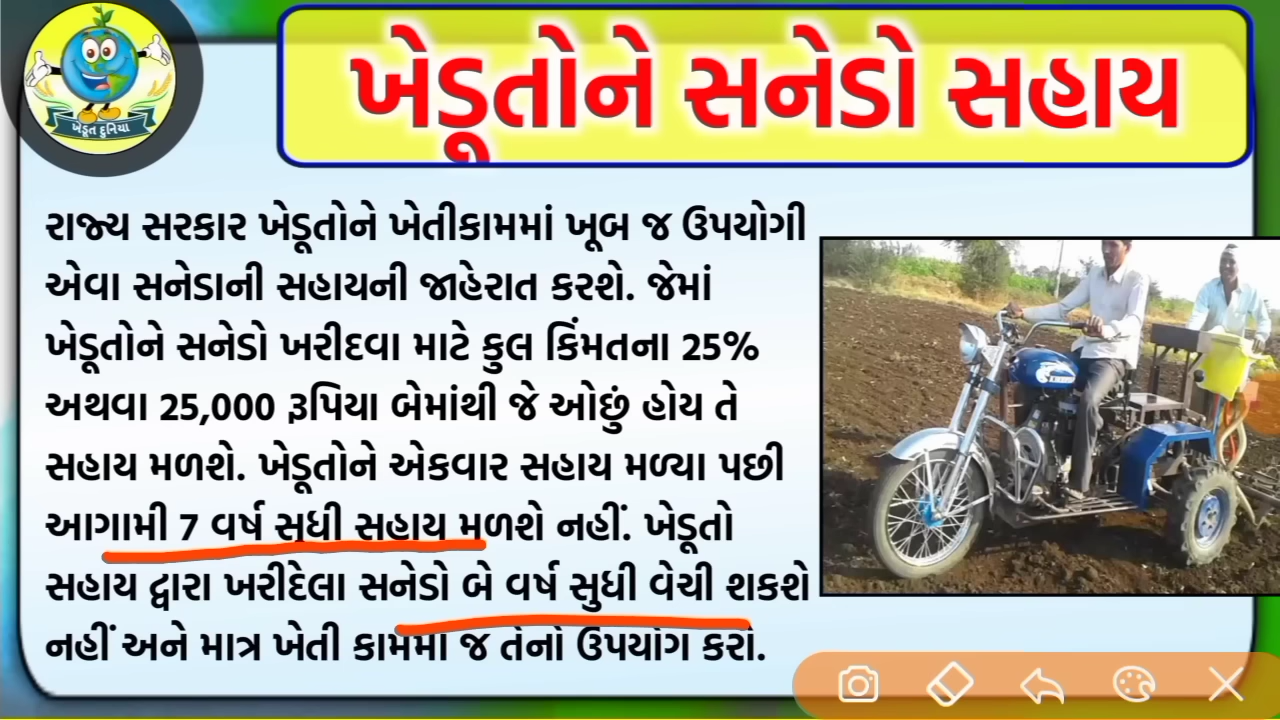 ખેડૂતોને સનેડો સહાય
ખેડૂત દુનિયા
રાજ્ય સરકાર ખેડૂતોને ખેતીકામમાં ખૂબ જ ઉપયોગી
એવા સનેડાની સહાયની જાહેરાત કરશે. જેમાં
ખેડૂતોને સનેડો ખરીદવા માટે કુલ કિંમતના 25%
અથવા 25,000 રૂપિયા બેમાંથી જે ઓછું હોય તે
સહાય મળશે. ખેડૂતોને એકવાર સહાય મળ્યા પછી
આગામી 7 વર્ષ સુધી સહાય મળશે નહીં. ખેડૂતો
સહાય દ્વારા ખરીદેલા સનેડો બે વર્ષ સુધી વેચી શકશે
નહીં અને માત્ર ખેતી કામમાં જ તેનો ઉપયોગ કરો.